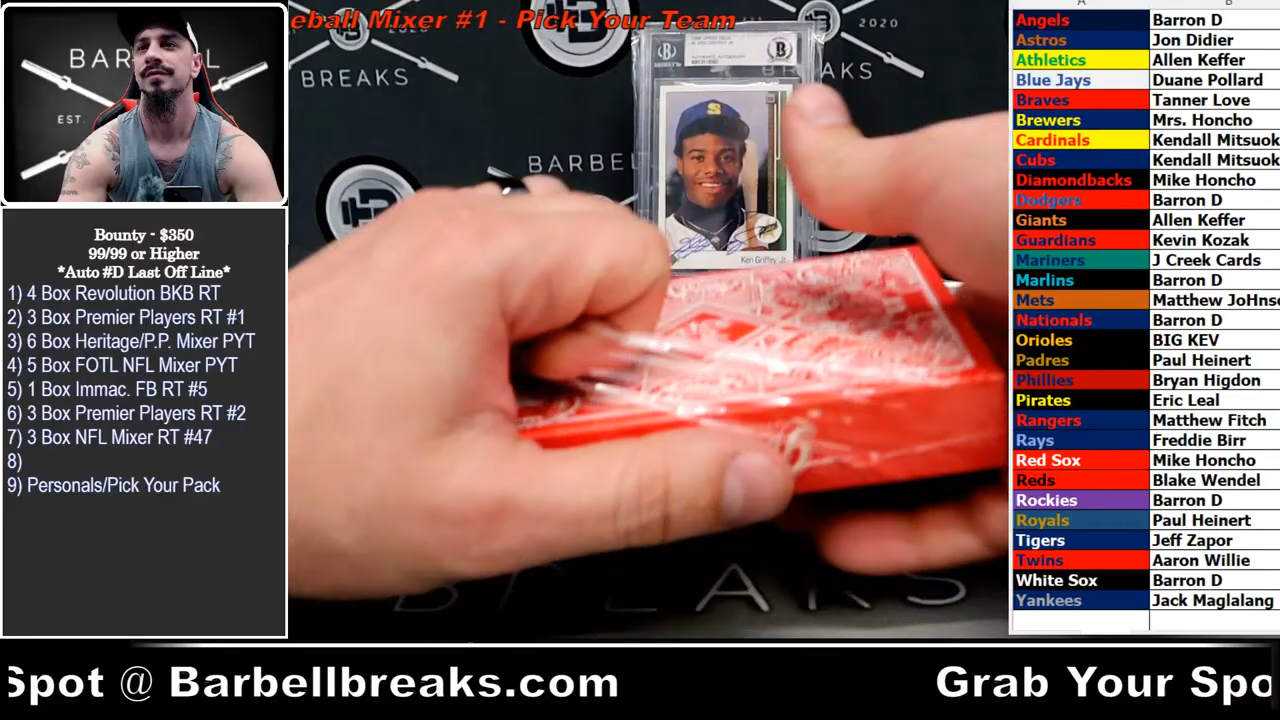 eball Mixer #1 - Pick Your Team
BARBELL
EST.
2020
BREAKS
2020
BREAKS
BARBEL
Ken Griffey Jr.
BREAKS
Bounty - $350
99/99 or Higher
*Auto #D Last Off Line*
1) 4 Box Revolution BKB RT
2) 3 Box Premier Players RT #1
3) 6 Box Heritage/P.P. Mixer PYT
4) 5 Box FOTL NFL Mixer PYT
5) 1 Box Immac. FB RT #5
6) 3 Box Premier Players RT #2
7) 3 Box NFL Mixer RT #47
8)
9) Personals/Pick Your Pack
A B
Angels Barron D
Astros Jon Didier
Athletics Allen Keffer
Blue Jays Duane Pollard
Braves Tanner Love
Brewers Mrs. Honcho
Cardinals Kendall Mitsuok
Cubs Kendall Mitsuok
Diamondbacks Mike Honcho
Dodgers Barron D
Giants Allen Keffer
Guardians Kevin Kozak
Mariners J Creek Cards
Marlins Barron D
Mets Matthew JoHnso
Nationals Barron D
Orioles BIG KEV
Padres Paul Heinert
Phillies Bryan Higdon
Pirates Eric Leal
Rangers Matthew Fitch
Rays Freddie Birr
Red Sox Mike Honcho
Reds Blake Wendel
Rockies Barron D
Royals Paul Heinert
Tigers Jeff Zapor
Twins Aaron Willie
White Sox Barron D
Yankees Jack Maglalang
Spot @ Barbellbreaks.com Grab Your Spo